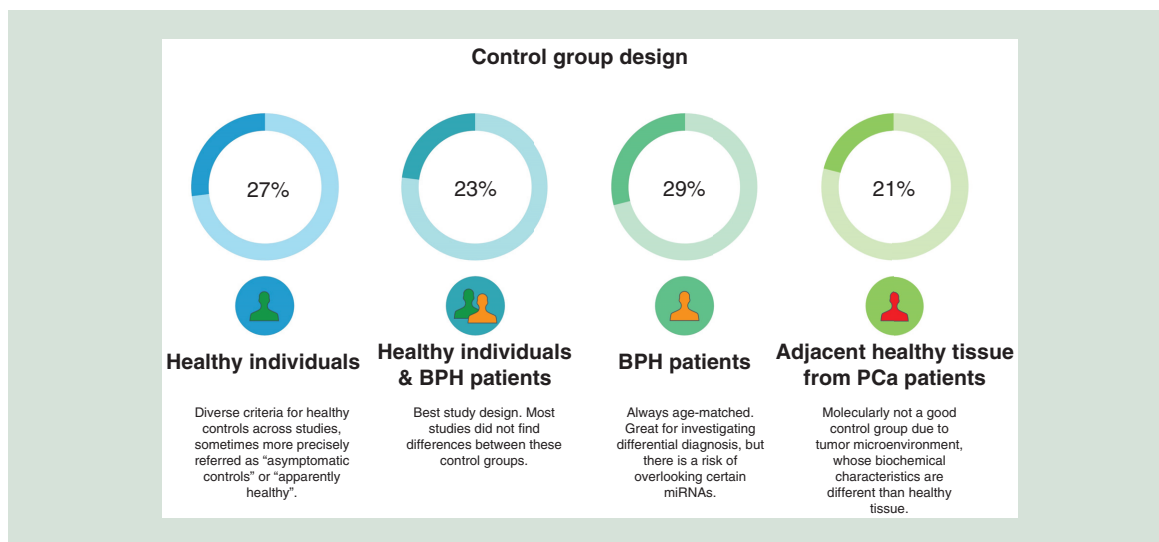 Control group design
27%
23%
29%
21%
Healthy individuals
Diverse criteria for healthy
controls across studies,
sometimes more precisely
referred as “asymptomatic
controls” or “apparently
healthy”.
Healthy individuals
& BPH patients
Best study design. Most
studies did not find
differences between these
control groups.
BPH patients
Always age-matched.
Great for investigating
differential diagnosis, but
there is a risk of
overlooking certain
miRNAs.
Adjacent healthy tissue
from PCa patients
Molecularly not a good
control group due to
tumor microenvironment,
whose biochemical
characteristics are
different than healthy
tissue.